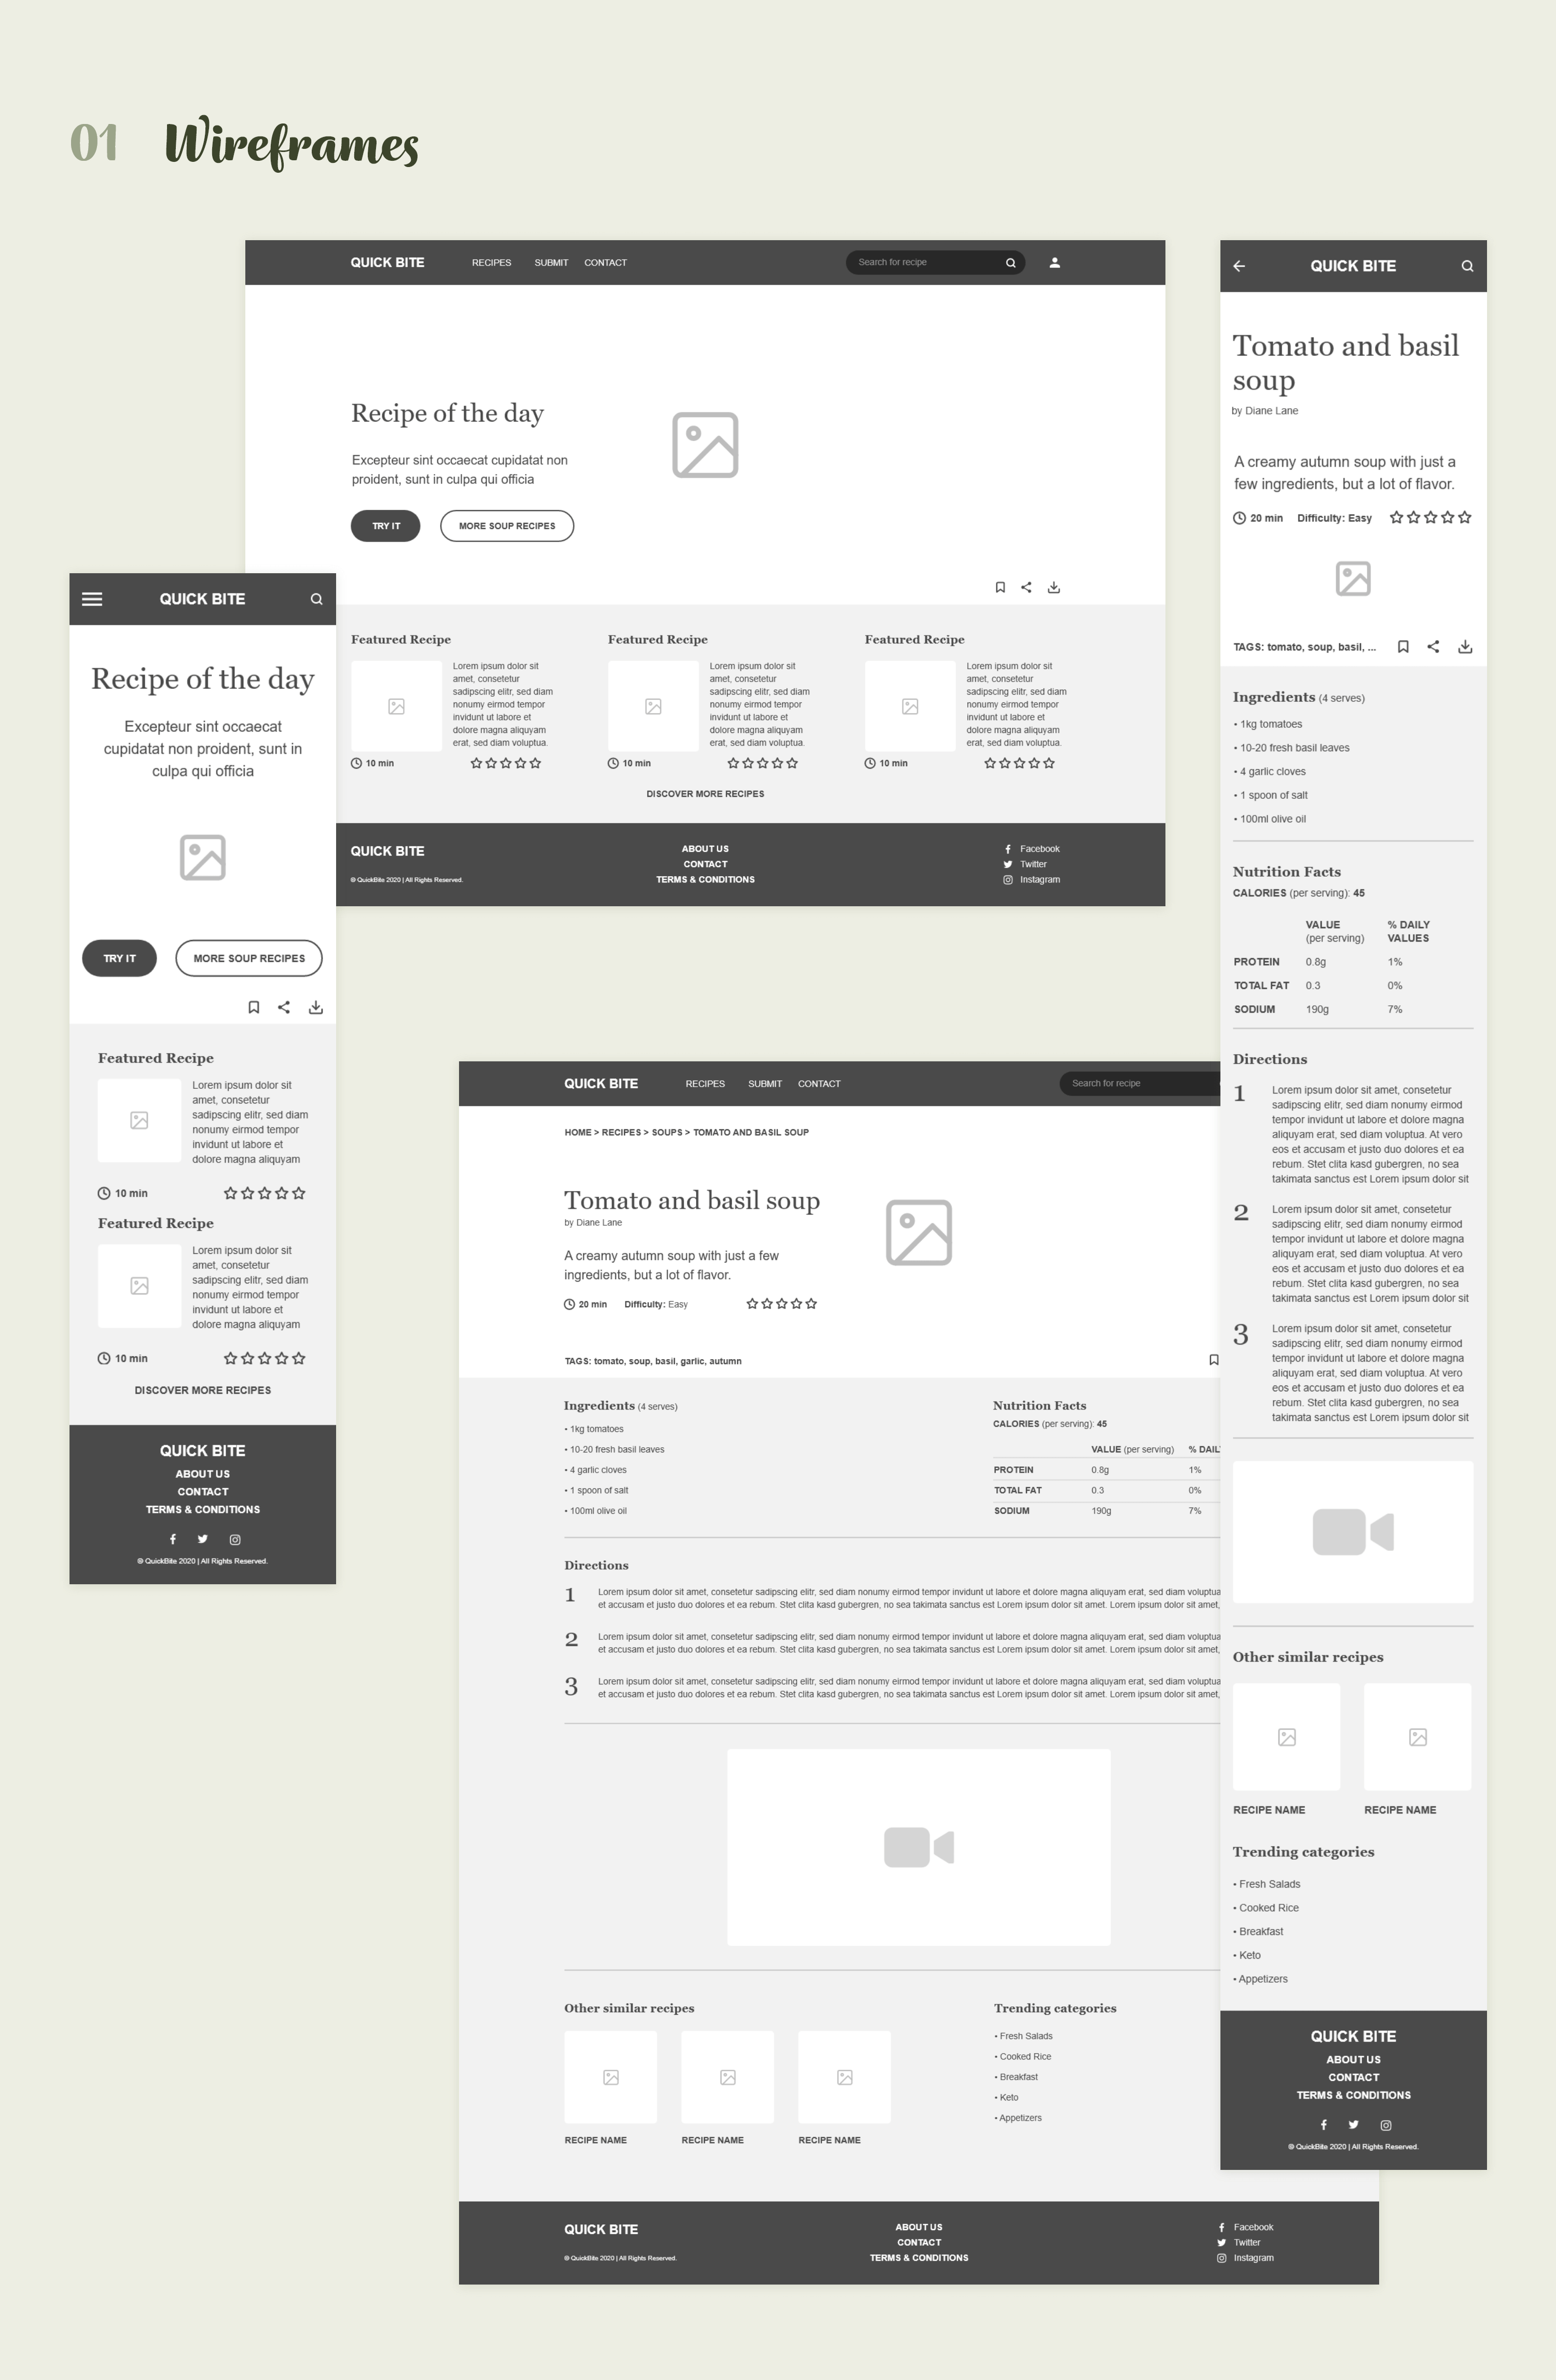 01 Wireframes
QUICK BITE RECIPES SUBMIT CONTACT Search for recipe
Recipe of the day
Excepteur sint occaecat cupidatat non
proident, sunt in culpa qui officia
TRY IT MORE SOUP RECIPES
Featured Recipe
Lorem ipsum dolor sit
amet, consetetur
sadipscing elitr, sed diam
nonumy eirmod tempor
invidunt ut labore et
dolore magna aliquyam
erat, sed diam voluptua.
10 min
Featured Recipe
Lorem ipsum dolor sit
amet, consetetur
sadipscing elitr, sed diam
nonumy eirmod tempor
invidunt ut labore et
dolore magna aliquyam
erat, sed diam voluptua.
10 min
Featured Recipe
Lorem ipsum dolor sit
amet, consetetur
sadipscing elitr, sed diam
nonumy eirmod tempor
invidunt ut labore et
dolore magna aliquyam
erat, sed diam voluptua.
10 min
DISCOVER MORE RECIPES
QUICK BITE
© QuickBite 2020 | All Rights Reserved.
ABOUT US
CONTACT
TERMS & CONDITIONS
Facebook
Twitter
Instagram
QUICK BITE
Recipe of the day
Excepteur sint occaecat
cupidatat non proident, sunt in
culpa qui officia
TRY IT MORE SOUP RECIPES
Featured Recipe
Lorem ipsum dolor sit
amet, consetetur
sadipscing elitr, sed diam
nonumy eirmod tempor
invidunt ut labore et
dolore magna aliquyam
10 min
Featured Recipe
Lorem ipsum dolor sit
amet, consetetur
sadipscing elitr, sed diam
nonumy eirmod tempor
invidunt ut labore et
dolore magna aliquyam
10 min
DISCOVER MORE RECIPES
QUICK BITE
ABOUT US
CONTACT
TERMS & CONDITIONS
© QuickBite 2020 | All Rights Reserved.
QUICK BITE RECIPES SUBMIT CONTACT Search for recipe
HOME > RECIPES > SOUPS > TOMATO AND BASIL SOUP
Tomato and basil soup
by Diane Lane
A creamy autumn soup with just a few
ingredients, but a lot of flavor.
20 min Difficulty: Easy
TAGS: tomato, soup, basil, garlic, autumn
Ingredients (4 serves)
• 1kg tomatoes
• 10-20 fresh basil leaves
• 4 garlic cloves
• 1 spoon of salt
• 100ml olive oil
Nutrition Facts
CALORIES (per serving): 45
VALUE (per serving) %
PROTEIN 0.8g 1%
TOTAL FAT 0.3 0%
SODIUM 190g 7%
Directions
1 Lorem ipsum dolor sit amet, consetetur sadipscing elitr, sed diam nonumy eirmod tempor invidunt ut labore et dolore magna aliquyam erat, sed diam voluptua
et accusam et justo duo dolores et ea rebum. Stet clita kasd gubergren, no sea takimata sanctus est Lorem ipsum dolor sit amet. Lorem ipsum dolor sit amet,
2 Lorem ipsum dolor sit amet, consetetur sadipscing elitr, sed diam nonumy eirmod tempor invidunt ut labore et dolore magna aliquyam erat, sed diam voluptua
et accusam et justo duo dolores et ea rebum. Stet clita kasd gubergren, no sea takimata sanctus est Lorem ipsum dolor sit amet. Lorem ipsum dolor sit amet,
3 Lorem ipsum dolor sit amet, consetetur sadipscing elitr, sed diam nonumy eirmod tempor invidunt ut labore et dolore magna aliquyam erat, sed diam voluptua
et accusam et justo duo dolores et ea rebum. Stet clita kasd gubergren, no sea takimata sanctus est Lorem ipsum dolor sit amet. Lorem ipsum dolor sit amet,
Other similar recipes
RECIPE NAME RECIPE NAME RECIPE NAME
Trending categories
• Fresh Salads
• Cooked Rice
• Breakfast
• Keto
• Appetizers
QUICK BITE
© QuickBite 2020 | All Rights Reserved.
ABOUT US
CONTACT
TERMS & CONDITIONS
Facebook
Twitter
Instagram
QUICK BITE
Tomato and basil
soup
by Diane Lane
A creamy autumn soup with just a
few ingredients, but a lot of flavor.
20 min Difficulty: Easy
TAGS: tomato, soup, basil, ...
Ingredients (4 serves)
• 1kg tomatoes
• 10-20 fresh basil leaves
• 4 garlic cloves
• 1 spoon of salt
• 100ml olive oil
Nutrition Facts
CALORIES (per serving): 45
VALUE % DAILY
(per serving) VALUES
PROTEIN 0.8g 1%
TOTAL FAT 0.3 0%
SODIUM 190g 7%
Directions
1 Lorem ipsum dolor sit amet, consetetur
sadipscing elitr, sed diam nonumy eirmod
tempor invidunt ut labore et dolore magna
aliquyam erat, sed diam voluptua. At vero
eos et accusam et justo duo dolores et ea
rebum. Stet clita kasd gubergren, no sea
takimata sanctus est Lorem ipsum dolor sit
2 Lorem ipsum dolor sit amet, consetetur
sadipscing elitr, sed diam nonumy eirmod
tempor invidunt ut labore et dolore magna
aliquyam erat, sed diam voluptua. At vero
eos et accusam et justo duo dolores et ea
rebum. Stet clita kasd gubergren, no sea
takimata sanctus est Lorem ipsum dolor sit
3 Lorem ipsum dolor sit amet, consetetur
sadipscing elitr, sed diam nonumy eirmod
tempor invidunt ut labore et dolore magna
aliquyam erat, sed diam voluptua. At vero
eos et accusam et justo duo dolores et ea
rebum. Stet clita kasd gubergren, no sea
takimata sanctus est Lorem ipsum dolor sit
Other similar recipes
RECIPE NAME RECIPE NAME
Trending categories
• Fresh Salads
• Cooked Rice
• Breakfast
• Keto
• Appetizers
QUICK BITE
ABOUT US
CONTACT
TERMS & CONDITIONS
© QuickBite 2020 | All Rights Reserved.